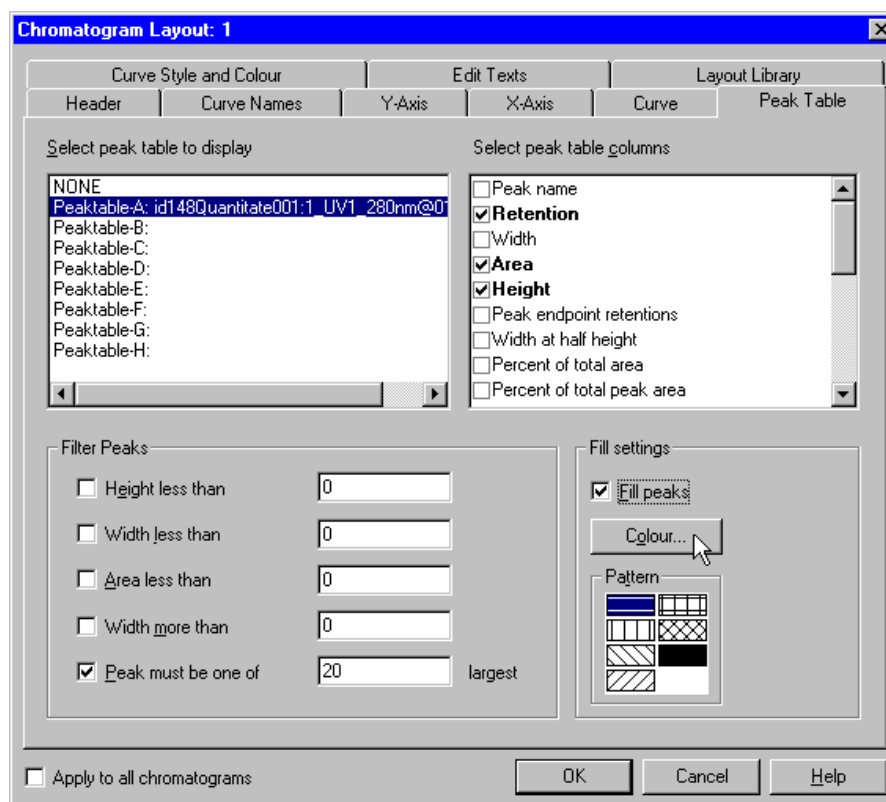 Chromatogram Layout: 1
Curve Style and Colour
Edit Texts
Layout Library
Header
Curve Names
Y-Axis
X-Axis
Curve
Peak Table
Select peak table to display
NONE
Peaktable-A: id148Quantitate001:1_UV1_280nm@01
Peaktable-B:
Peaktable-C:
Peaktable-D:
Peaktable-E:
Peaktable-F:
Peaktable-G:
Peaktable-H:
Select peak table columns
Peak name
Retention
Width
Area
Height
Peak endpoint retentions
Width at half height
Percent of total area
Percent of total peak area
Filter Peaks
Height less than 0
Width less than 0
Area less than 0
Width more than 0
Peak must be one of 20 largest
Fill settings
Fill peaks
Colour...
Pattern
Apply to all chromatograms
OK
Cancel
Help